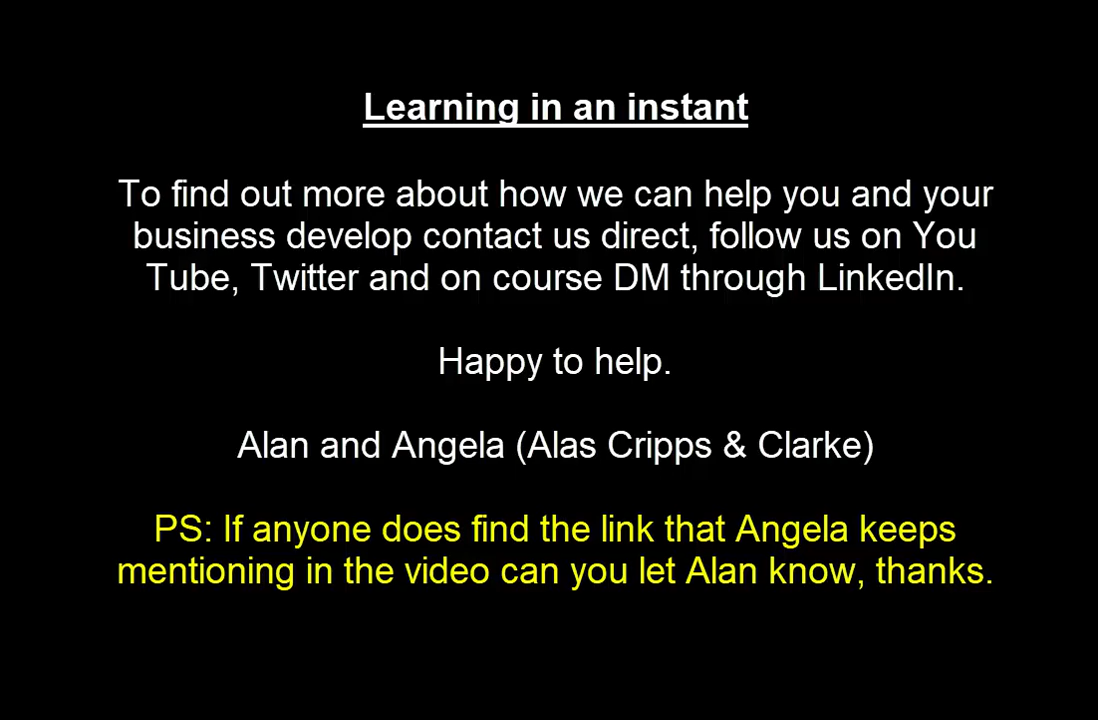 Learning in an instant
To find out more about how we can help you and your
business develop contact us direct, follow us on You
Tube, Twitter and on course DM through LinkedIn.
Happy to help.
Alan and Angela (Alas Cripps & Clarke)
PS: If anyone does find the link that Angela keeps
mentioning in the video can you let Alan know, thanks.